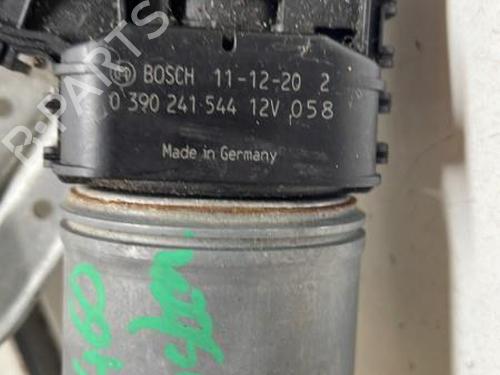 BOSCH 11-12-20 2
0 390 241 544 12V 058
Made in Germany
B-PARTS